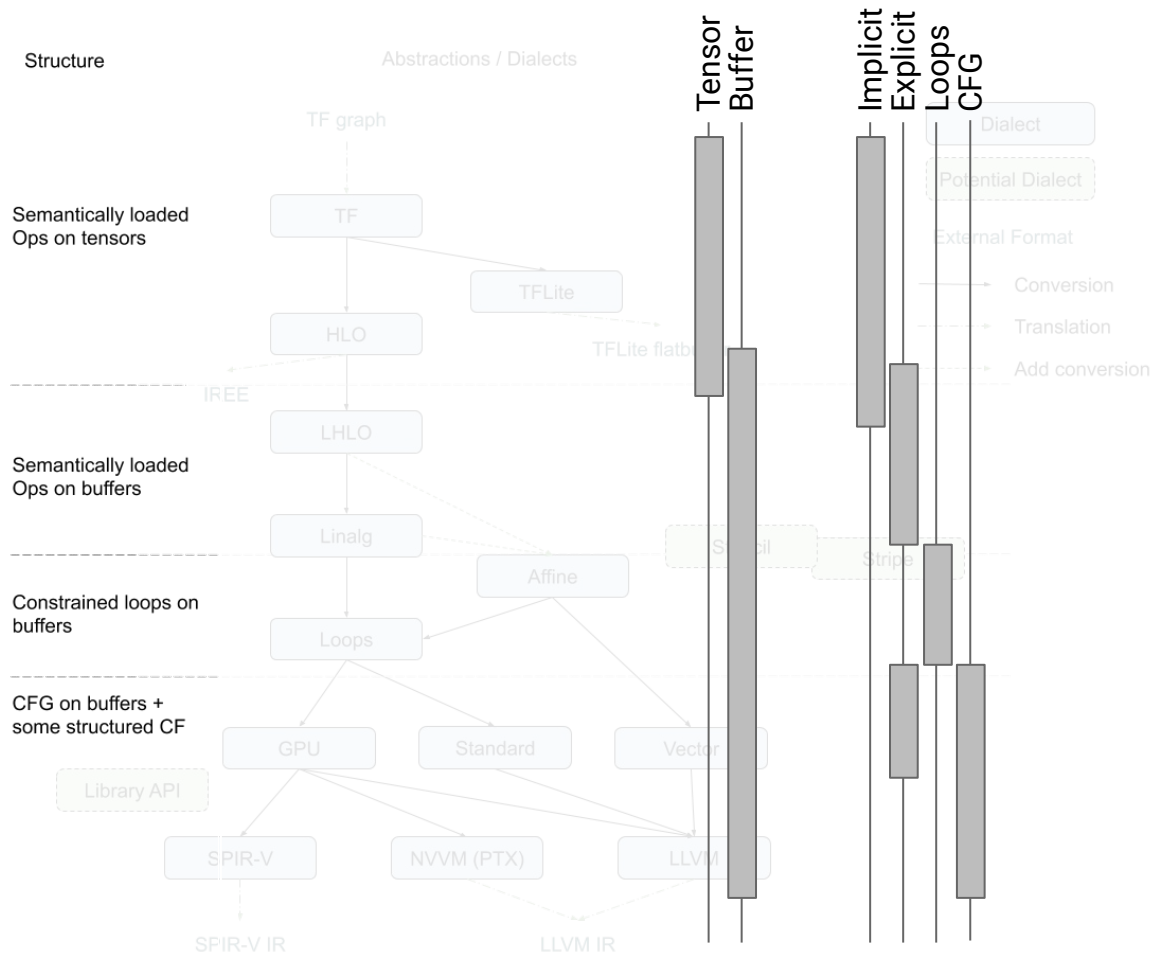 Structure
Abstractions / Dialects
Tensor
Buffer
Implicit
Explicit
Loops
CFG
TF graph
Dialect
Potential Dialect
Semantically loaded
Ops on tensors
TF
External Format
TFLite
Conversion
HLO
Translation
TFLite
IREE
Add conversion
LHLO
Semantically loaded
Ops on buffers
Linalg
Stripe
Affine
Constrained loops on
buffers
Loops
CFG on buffers +
some structured CF
GPU
Standard
Vector
Library API
SPIR-V
NVVM (PTX)
LLVM
SPIR-V IR
LLVM IR